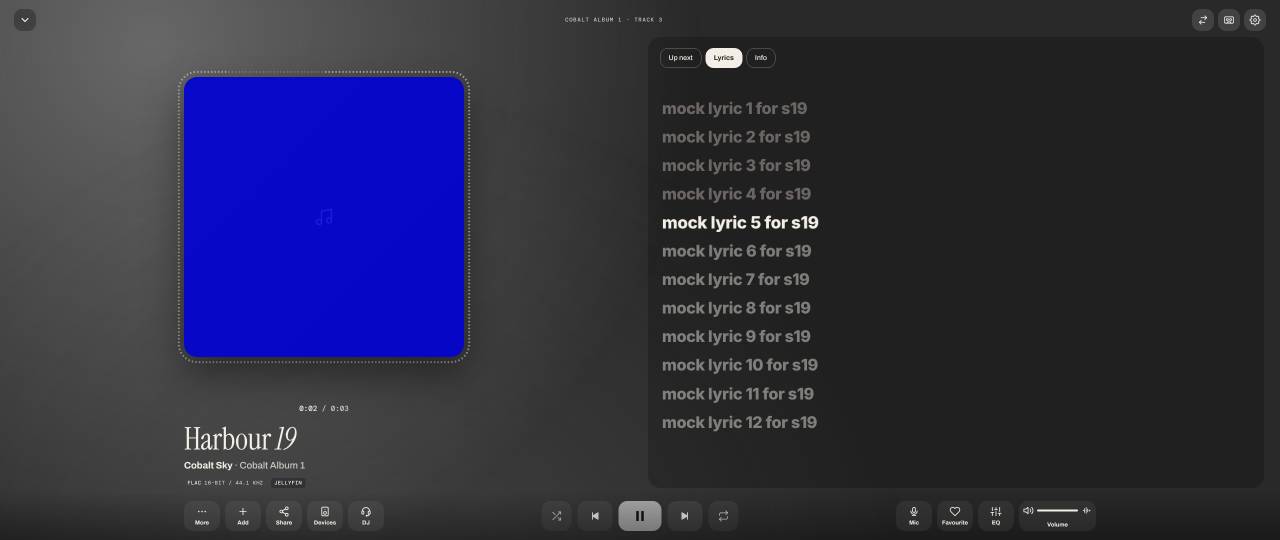 COBALT ALBUM 1 · TRACK 3
Up next
Lyrics
Info
mock lyric 1 for s19
mock lyric 2 for s19
mock lyric 3 for s19
mock lyric 4 for s19
mock lyric 5 for s19
mock lyric 6 for s19
mock lyric 7 for s19
mock lyric 8 for s19
mock lyric 9 for s19
mock lyric 10 for s19
mock lyric 11 for s19
mock lyric 12 for s19
0:02 / 0:03
Harbour 19
Cobalt Sky · Cobalt Album 1
FLAC 16-BIT / 44.1 KHZ JELLYFIN
More
Add
Share
Devices
DJ
Mic
Favourite
EQ
Volume